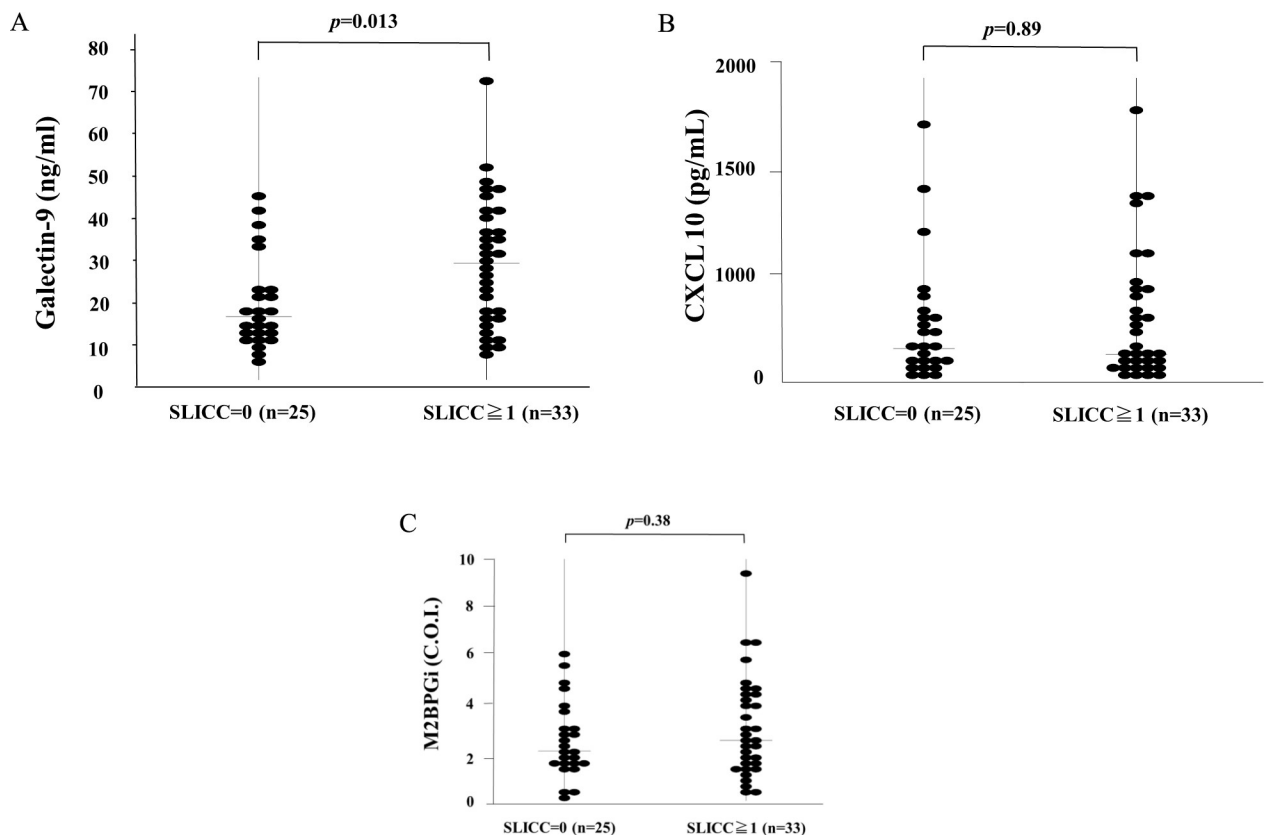 A
p=0.013
80
70
60
50
40
30
20
10
0
Galectin-9 (ng/ml)
SLICC=0 (n=25)
SLICC≧1 (n=33)
B
p=0.89
2000
1500
1000
0
CXCL 10 (pg/mL)
SLICC=0 (n=25)
SLICC≧1 (n=33)
C
p=0.38
10
8
6
4
2
0
M2BPGi (C.O.I.)
SLICC=0 (n=25)
SLICC≧1 (n=33)